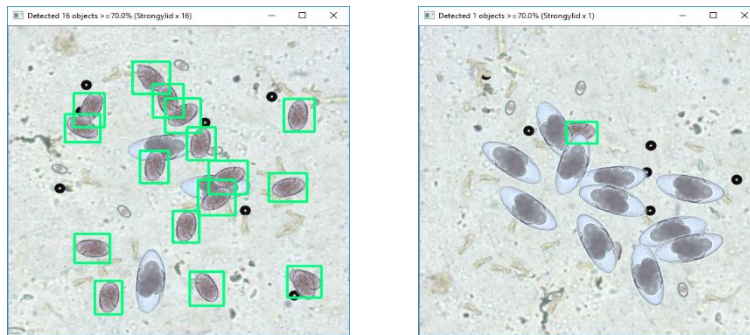 Detected 16 objects >=70.0% (Strongylid x 16)
Detected 1 objects >=70.0% (Strongylid x 1)